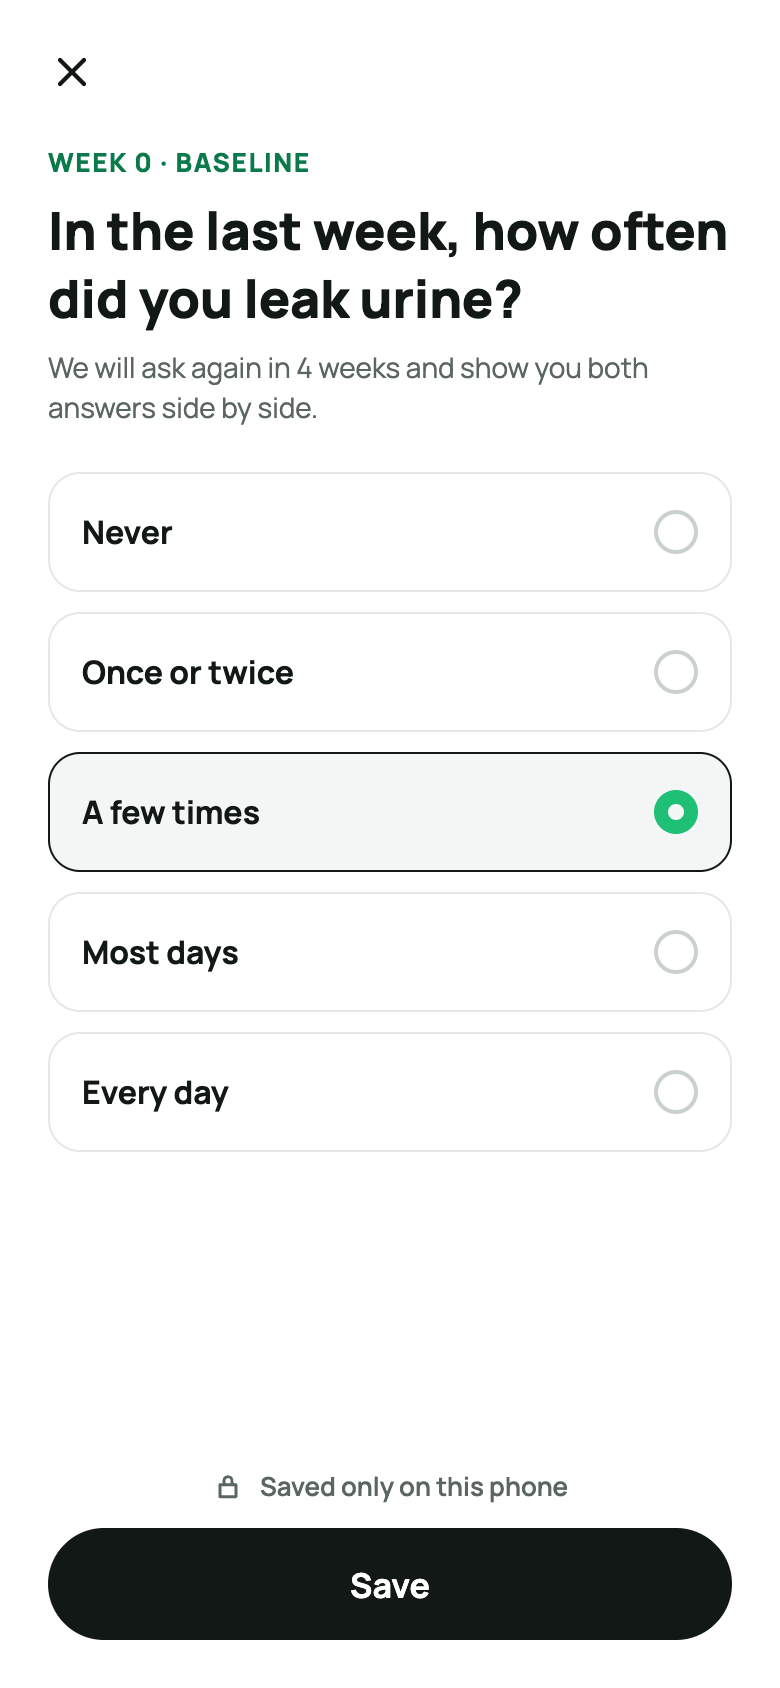 WEEK 0 · BASELINE
In the last week, how often
did you leak urine?
We will ask again in 4 weeks and show you both
answers side by side.
Never
Once or twice
A few times
Most days
Every day
Saved only on this phone
Save